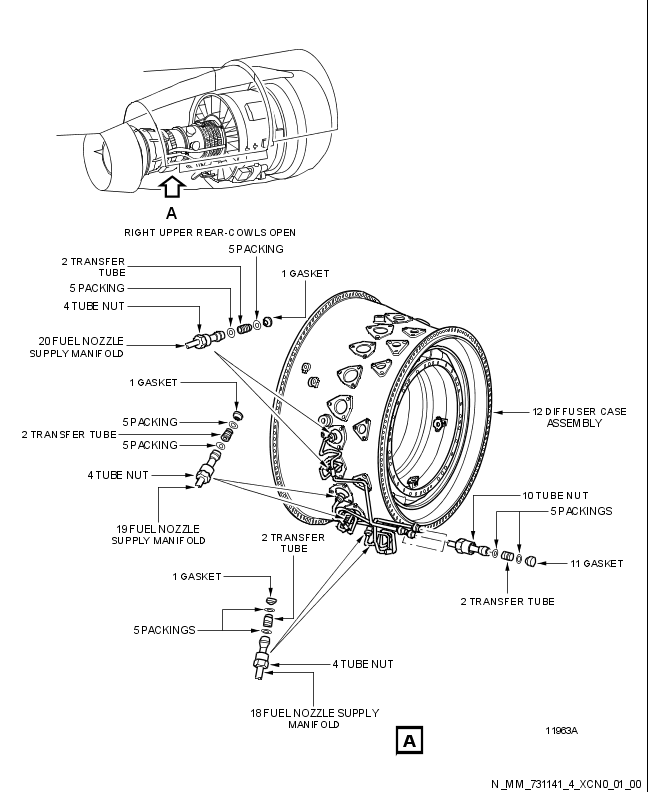 A
RIGHT UPPER REAR-COWLS OPEN
5 PACKING
2 TRANSFER
TUBE
1 GASKET
5 PACKING
4 TUBE NUT
20 FUEL NOZZLE
SUPPLY MANIFOLD
1 GASKET
5 PACKING
2 TRANSFER TUBE
5 PACKING
4 TUBE NUT
19 FUEL NOZZLE
SUPPLY MANIFOLD
12 DIFFUSER CASE
ASSEMBLY
10 TUBE NUT
5 PACKINGS
11 GASKET
2 TRANSFER TUBE
2 TRANSFER
TUBE
1 GASKET
5 PACKINGS
4 TUBE NUT
18 FUEL NOZZLE SUPPLY
MANIFOLD
A
11963A
N_MM_731141_4_XCN0_01_00